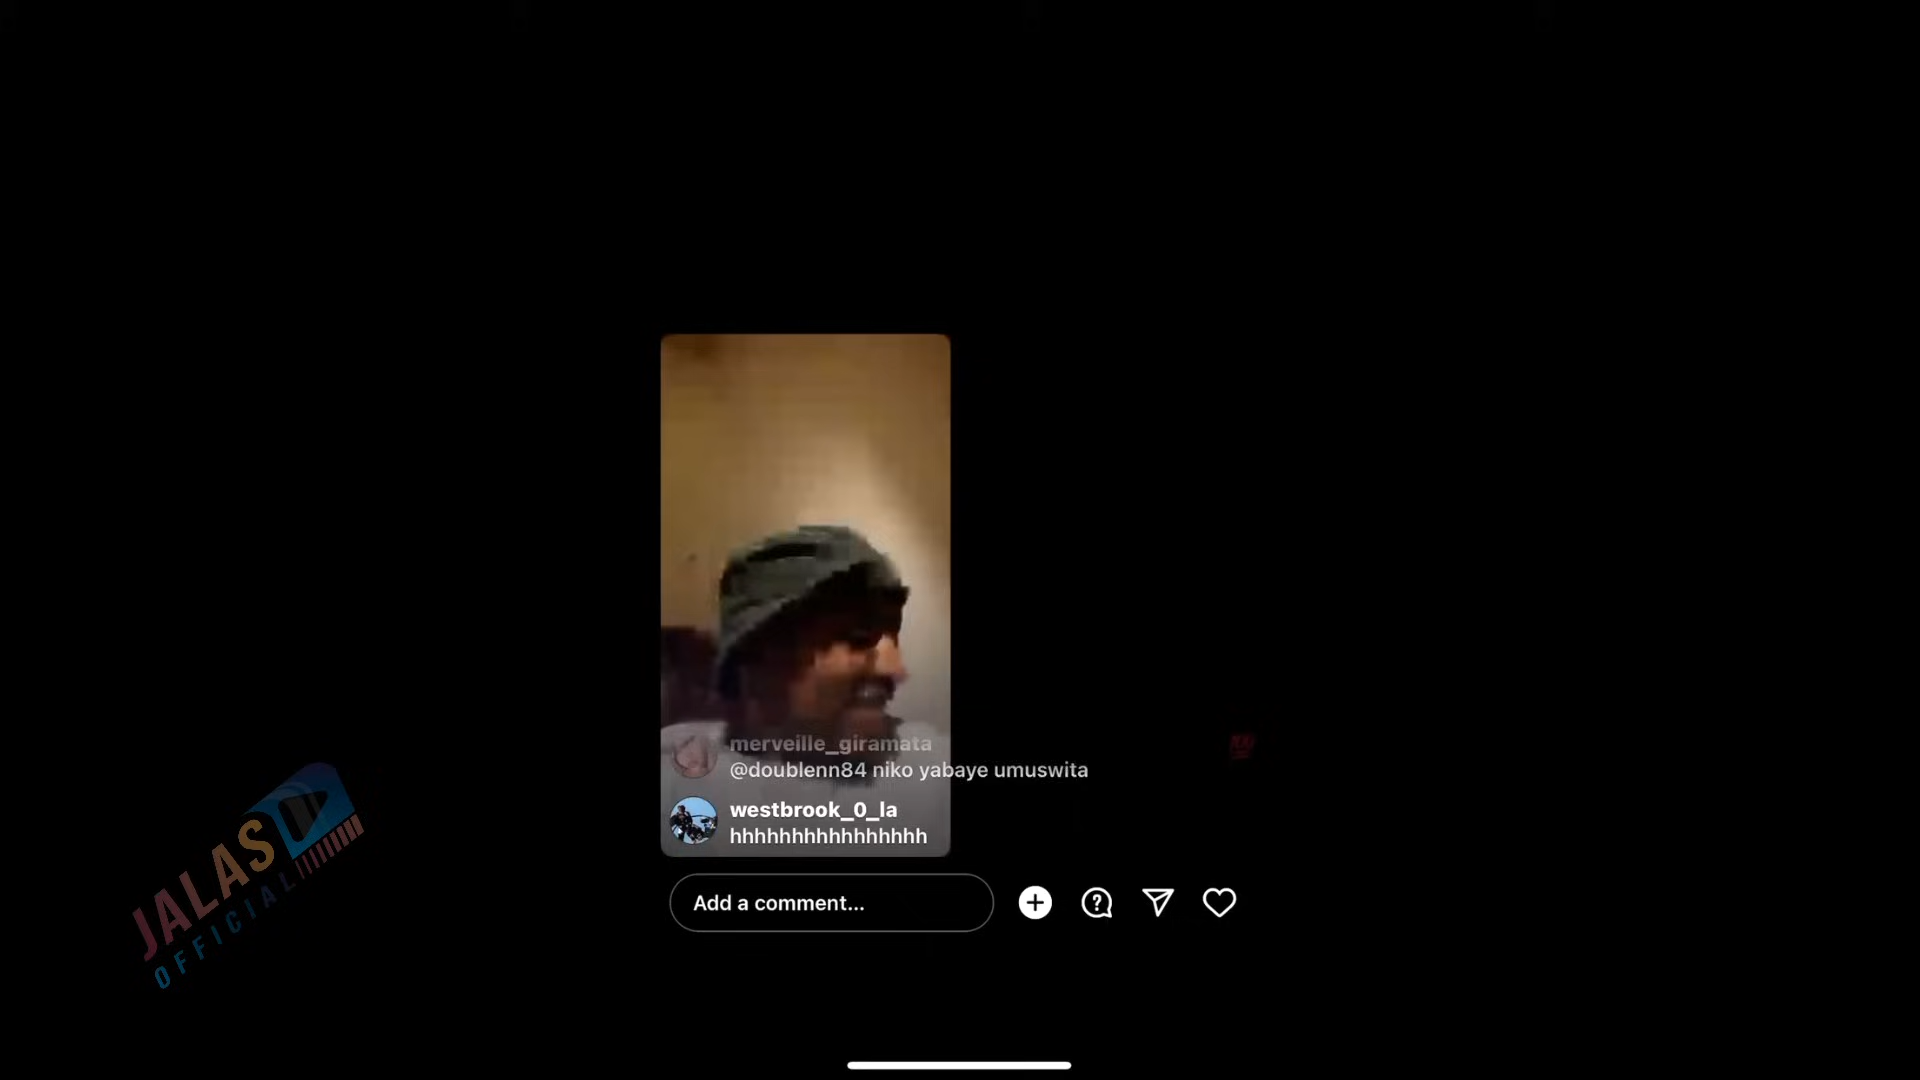 merveille_giramata
@doublenn84 niko yabaye umuswita
westbrook_0_la
hhhhhhhhhhhhhhhh
Add a comment...
JALAS
OFFICIAL